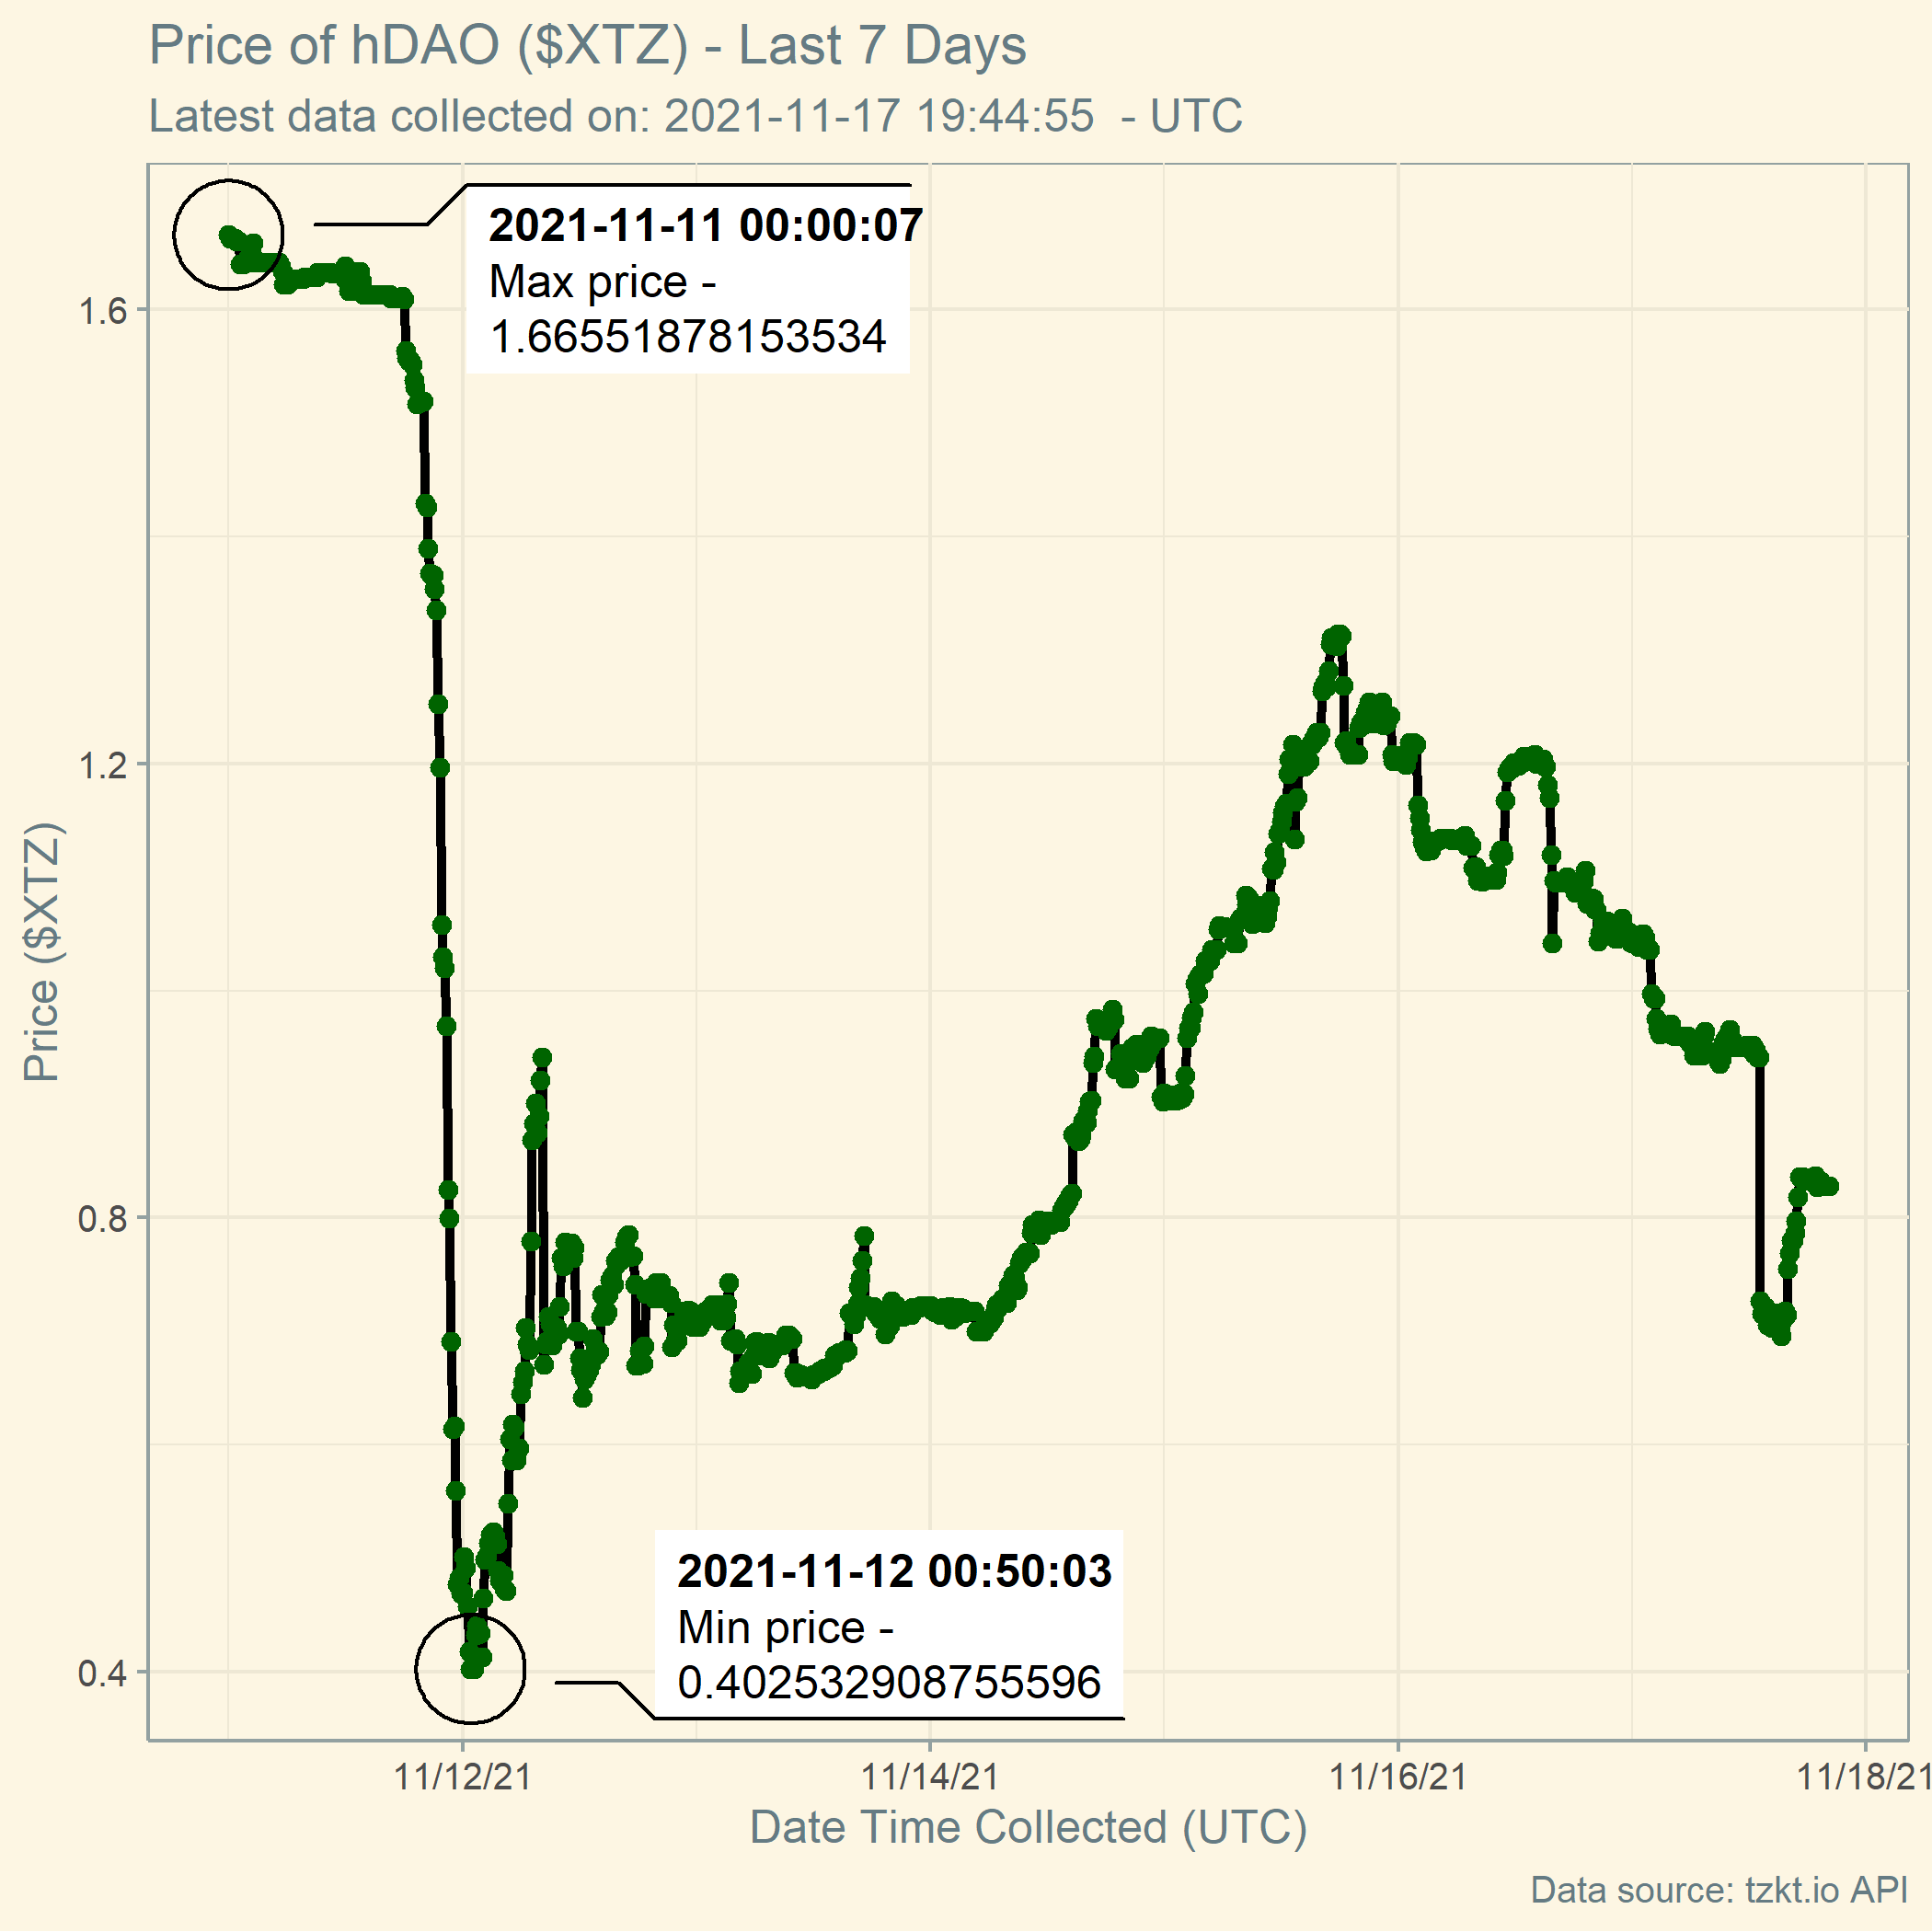 Price of hDAO ($XTZ) - Last 7 Days
Latest data collected on: 2021-11-17 19:44:55  - UTC
2021-11-11 00:00:07
Max price -
1.66551878153534
1.6
1.2
0.8
0.4
Price ($XTZ)
2021-11-12 00:50:03
Min price -
0.402532908755596
11/12/21
11/14/21
11/16/21
11/18/21
Date Time Collected (UTC)
Data source: tzkt.io API